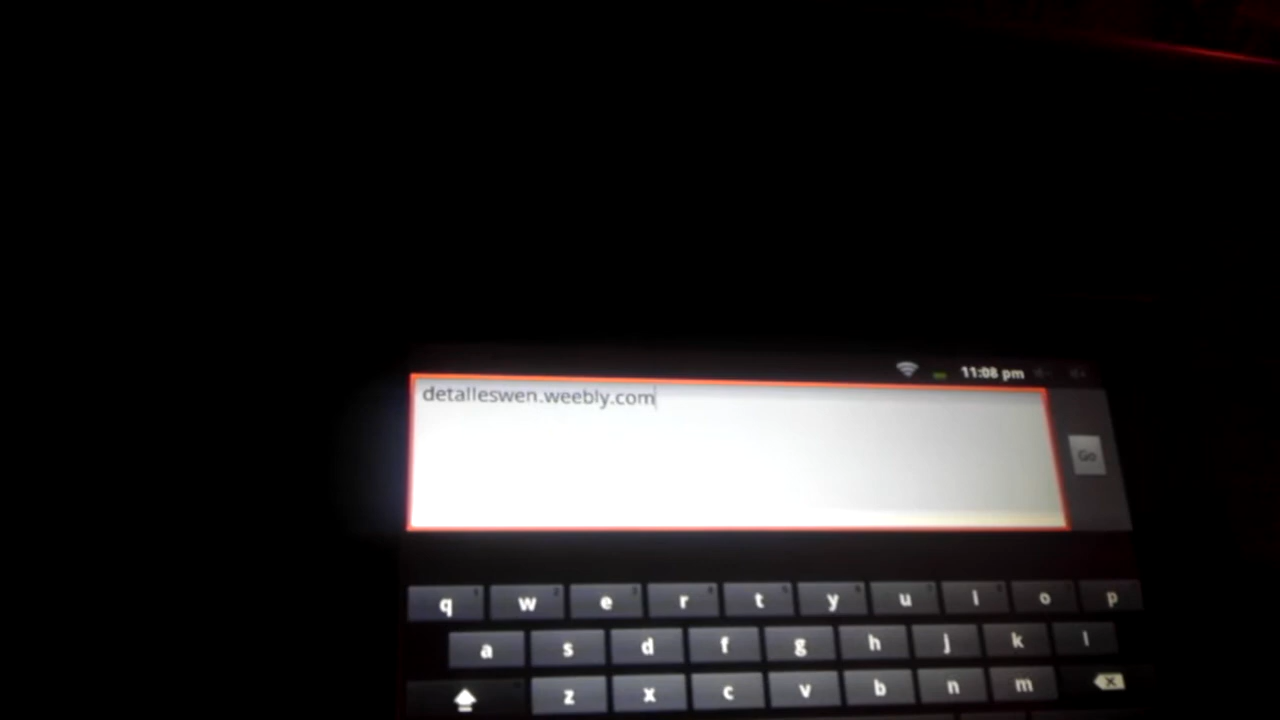 11:08 pm
detalleswen.weebly.com
Go
q w e r t y u i o p
a s d f g h j k l
z x c v b n m